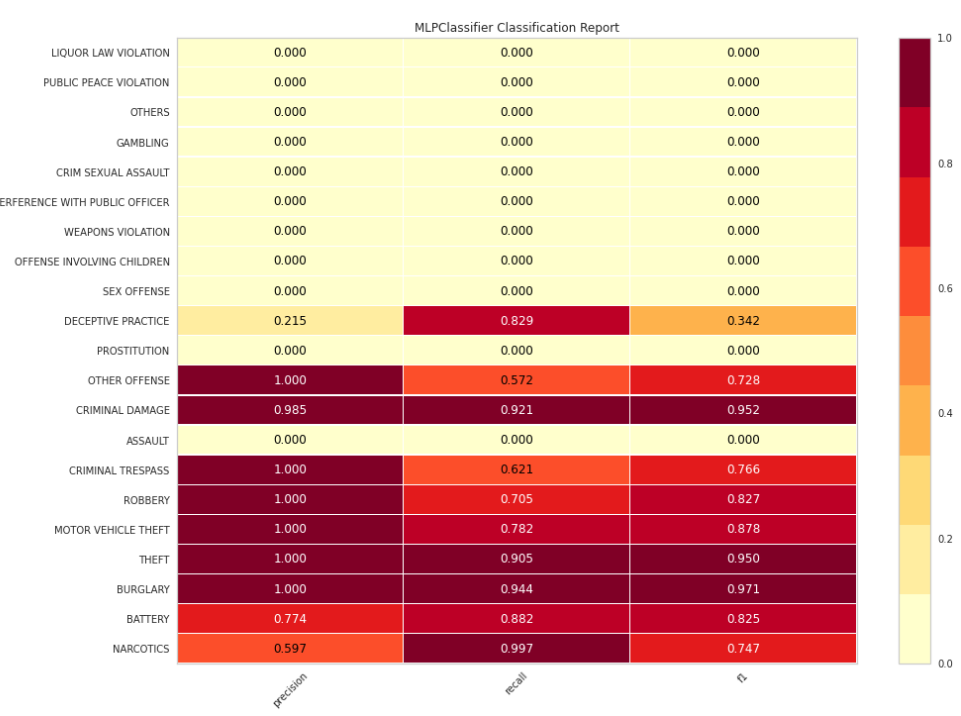 MLPClassifier Classification Report
LIQUOR LAW VIOLATION 0.000 0.000 0.000
PUBLIC PEACE VIOLATION 0.000 0.000 0.000
OTHERS 0.000 0.000 0.000
GAMBLING 0.000 0.000 0.000
CRIM SEXUAL ASSAULT 0.000 0.000 0.000
ERFERENCE WITH PUBLIC OFFICER 0.000 0.000 0.000
WEAPONS VIOLATION 0.000 0.000 0.000
OFFENSE INVOLVING CHILDREN 0.000 0.000 0.000
SEX OFFENSE 0.000 0.000 0.000
DECEPTIVE PRACTICE 0.215 0.829 0.342
PROSTITUTION 0.000 0.000 0.000
OTHER OFFENSE 1.000 0.572 0.728
CRIMINAL DAMAGE 0.985 0.921 0.952
ASSAULT 0.000 0.000 0.000
CRIMINAL TRESPASS 1.000 0.621 0.766
ROBBERY 1.000 0.705 0.827
MOTOR VEHICLE THEFT 1.000 0.782 0.878
THEFT 1.000 0.905 0.950
BURGLARY 1.000 0.944 0.971
BATTERY 0.774 0.882 0.825
NARCOTICS 0.597 0.997 0.747
precision recall f1
1.0
0.8
0.6
0.4
0.2
0.0